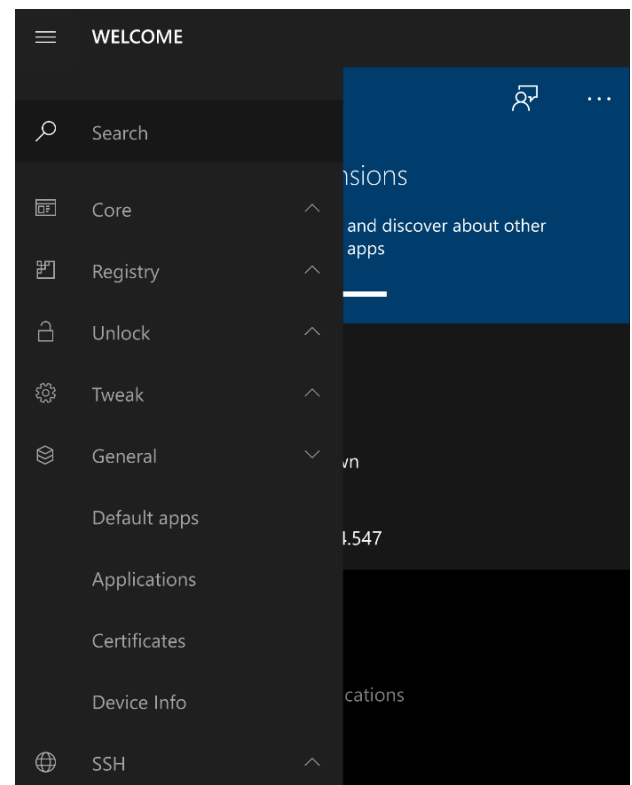 WELCOME
Search
Core
Registry
Unlock
Tweak
General
Default apps
Applications
Certificates
Device Info
SSH
nsions
and discover about other
apps
wn
4.547
cations